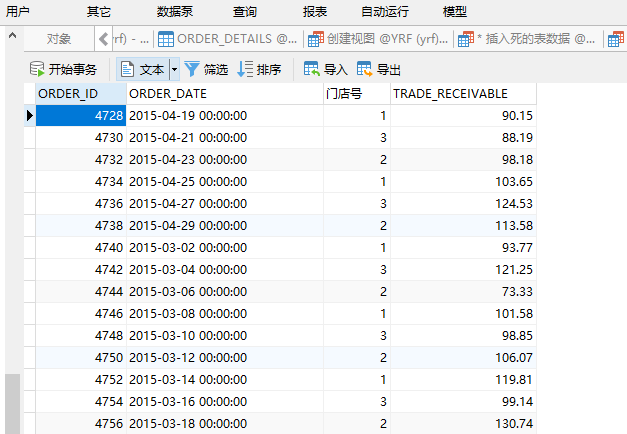 用户 其它 数据泵 查询 报表 自动运行 模型
对象 yrf) - ... ORDER_DETAILS @... 创建视图 @YRF (yrf)... * 插入死的表数据 @...
开始事务 文本 筛选 排序 导入 导出
ORDER_ID ORDER_DATE 门店号 TRADE_RECEIVABLE
4728 2015-04-19 00:00:00 1 90.15
4730 2015-04-21 00:00:00 3 88.19
4732 2015-04-23 00:00:00 2 98.18
4734 2015-04-25 00:00:00 1 103.65
4736 2015-04-27 00:00:00 3 124.53
4738 2015-04-29 00:00:00 2 113.58
4740 2015-03-02 00:00:00 1 93.77
4742 2015-03-04 00:00:00 3 121.25
4744 2015-03-06 00:00:00 2 73.33
4746 2015-03-08 00:00:00 1 101.58
4748 2015-03-10 00:00:00 3 98.85
4750 2015-03-12 00:00:00 2 106.07
4752 2015-03-14 00:00:00 1 119.81
4754 2015-03-16 00:00:00 3 99.14
4756 2015-03-18 00:00:00 2 130.74